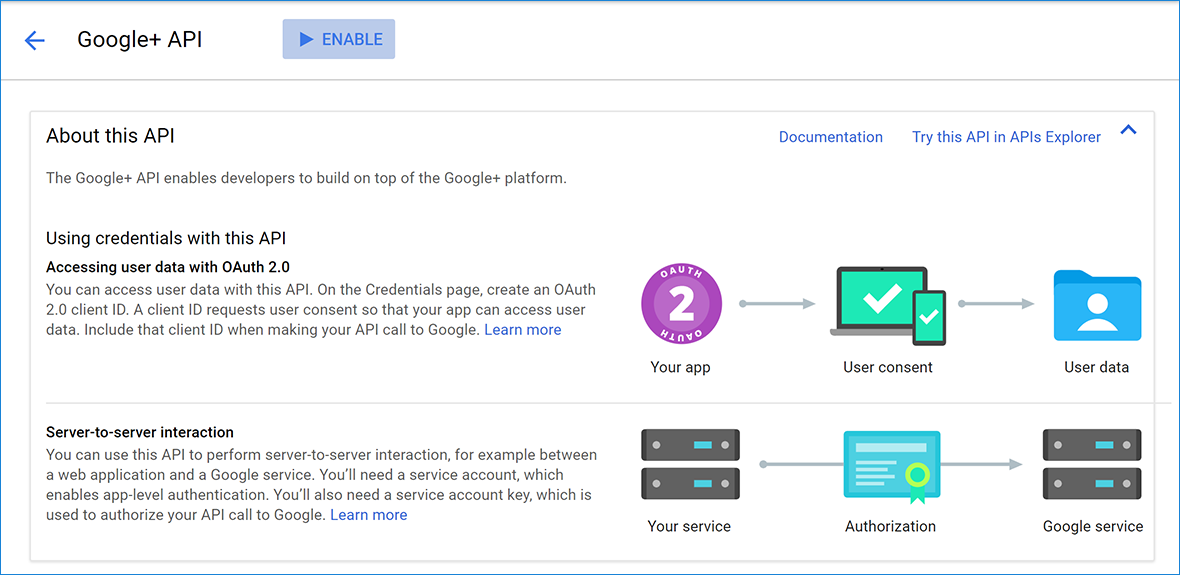 Google+ API
ENABLE
About this API
Documentation
Try this API in APIs Explorer
The Google+ API enables developers to build on top of the Google+ platform.
Using credentials with this API
Accessing user data with OAuth 2.0
You can access user data with this API. On the Credentials page, create an OAuth
2.0 client ID. A client ID requests user consent so that your app can access user
data. Include that client ID when making your API call to Google. Learn more
OAUTH
2
OAUTH
Your app
User consent
User data
Server-to-server interaction
You can use this API to perform server-to-server interaction, for example between
a web application and a Google service. You’ll need a service account, which
enables app-level authentication. You’ll also need a service account key, which is
used to authorize your API call to Google. Learn more
Your service
Authorization
Google service